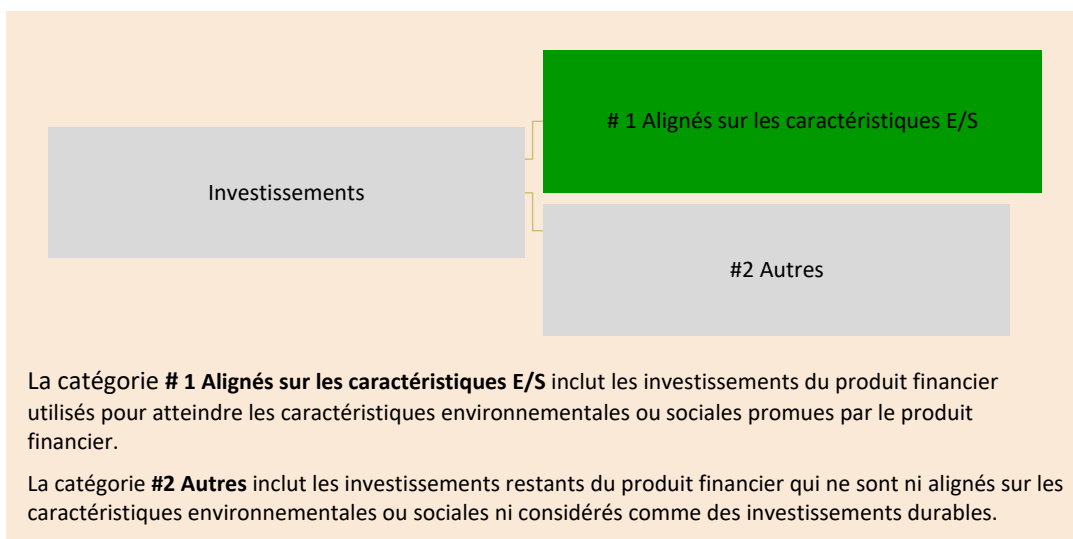 # 1 Alignés sur les caractéristiques E/S
Investissements
#2 Autres
La catégorie # 1 Alignés sur les caractéristiques E/S inclut les investissements du produit financier
utilisés pour atteindre les caractéristiques environnementales ou sociales promues par le produit
financier.
La catégorie #2 Autres inclut les investissements restants du produit financier qui ne sont ni alignés sur les
caractéristiques environnementales ou sociales ni considérés comme des investissements durables.